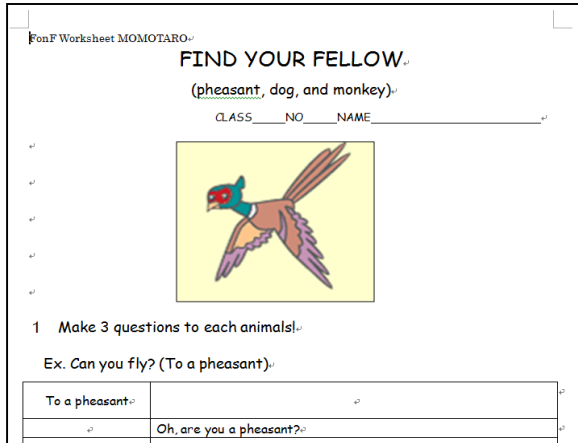 FonF Worksheet MOMOTARO
FIND YOUR FELLOW
(pheasant, dog, and monkey)
CLASS_____NO_____NAME__________________________
1 Make 3 questions to each animals!
Ex. Can you fly? (To a pheasant)
To a pheasant
Oh, are you a pheasant?